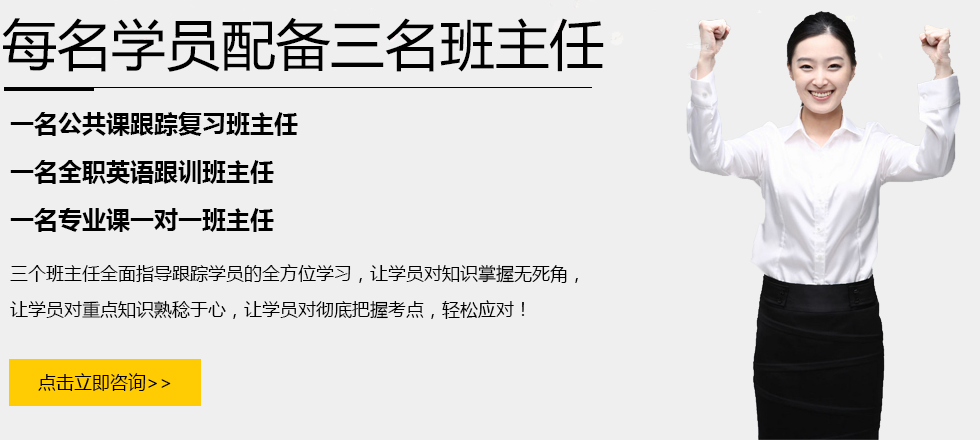 每名学员配备三名班主任
一名公共课跟踪复习班主任
一名全职英语跟训班主任
一名专业课一对一班主任
三个班主任全面指导跟踪学员的全方位学习，让学员对知识掌握无死角，
让学员对重点知识熟稔于心，让学员对彻底把握考点，轻松应对！
点击立即咨询>>